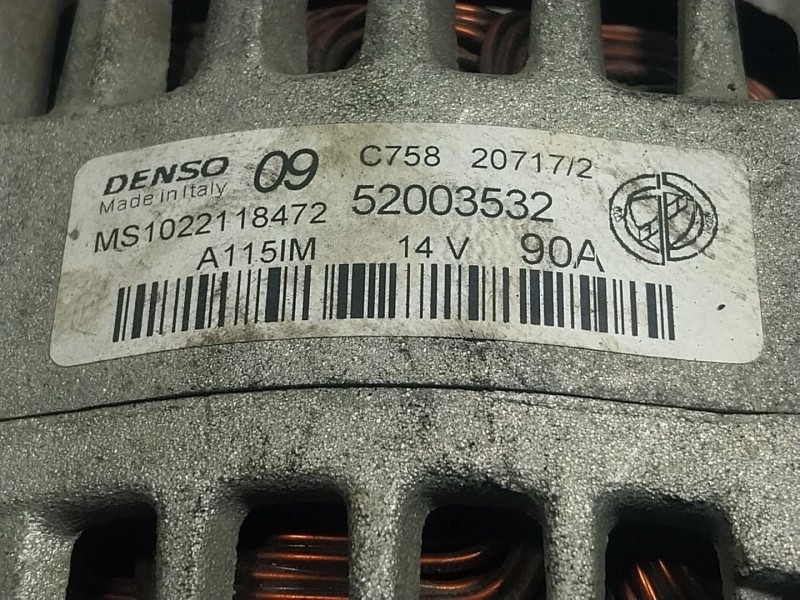 DENSO 09 C758 20717/2
Made in Italy
MS1022118472 52003532
A115IM 14 V 90A